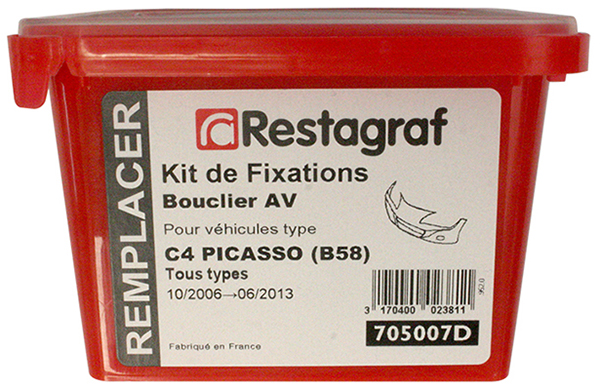 REMPLACER
Restagraf
Kit de Fixations
Bouclier AV
Pour véhicules type
C4 PICASSO (B58)
Tous types
10/2006→06/2013
3 170400 023811
705007D
Fabriqué en France